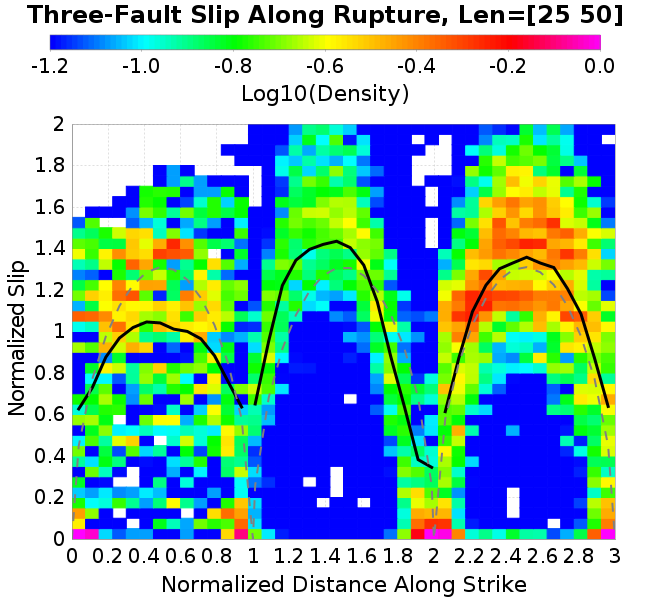 Three-Fault Slip Along Rupture, Len=[25 50]
-1.2 -1.0 -0.8 -0.6 -0.4 -0.2 0.0
Log10(Density)
2
1.8
1.6
1.4
1.2
1
0.8
0.6
0.4
0.2
0
Normalized Slip
0 0.2 0.4 0.6 0.8 1 1.2 1.4 1.6 1.8 2 2.2 2.4 2.6 2.8 3
Normalized Distance Along Strike